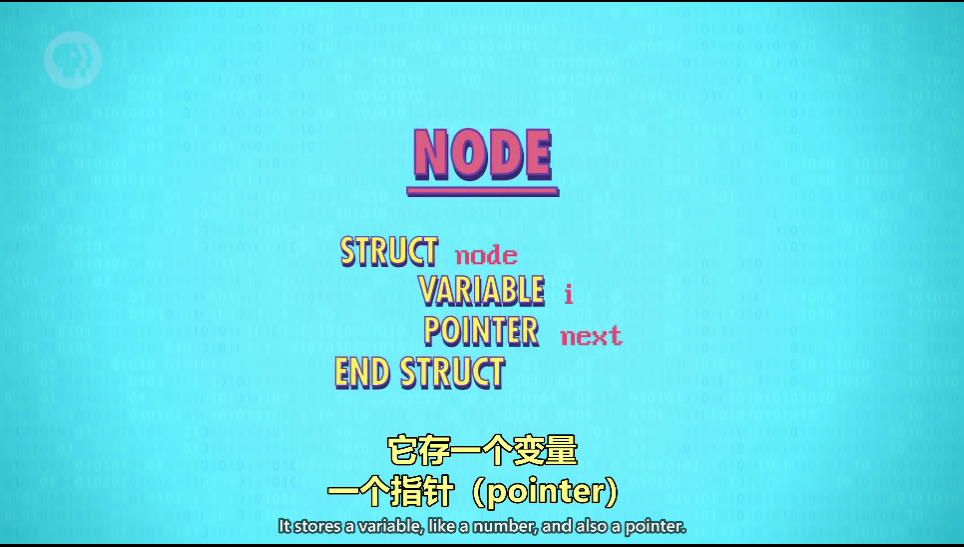 NODE
STRUCT node
VARIABLE i
POINTER next
END STRUCT
它存一个变量
一个指针（pointer）
It stores a variable, like a number, and also a pointer.